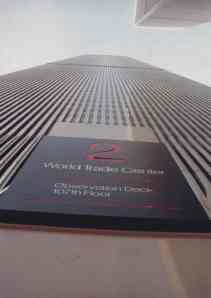 2
World Trade Center
Observation Deck
107th Floor